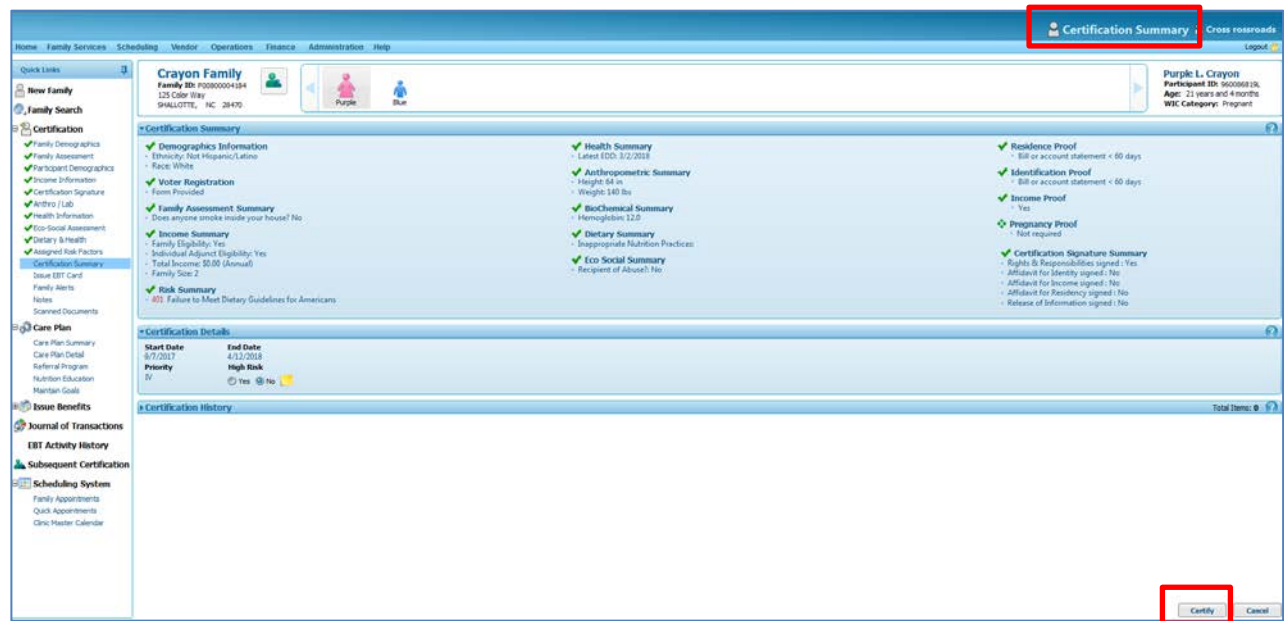 Certification Summary
Cross rossroads
Home Family Services Scheduling Vendor Operations Finance Administration Help
Logout
Quick Links
New Family
Family Search
Certification
Family Demographics
Family Assessment
Participant Demographics
Income Information
Certification Signature
Anthro / Lab
Health Information
Eco-Social Assessment
Dietary & Health
Assigned Risk Factors
Certification Summary
Issue EBT Card
Family Alerts
Notes
Scanned Documents
Care Plan
Care Plan Summary
Care Plan Detail
Referral Program
Nutrition Education
Maintain Goals
Issue Benefits
Journal of Transactions
EBT Activity History
Subsequent Certification
Scheduling System
Family Appointments
Quick Appointments
Clinic Master Calendar
Crayon Family
Family ID: P00800004184
125 Color Way
SHALLOTTE, NC 28470
Purple
Blue
Purple L. Crayon
Participant ID: 960086819L
Age: 21 years and 4 months
WIC Category: Pregnant
Certification Summary
Demographics Information
Ethnicity: Not Hispanic/Latino
Race: White
Voter Registration
Form Provided
Family Assessment Summary
Does anyone smoke inside your house? No
Income Summary
Family Eligibility: Yes
Individual Adjunct Eligibility: Yes
Total Income: $0.00 (Annual)
Family Size: 2
Risk Summary
401 Failure to Meet Dietary Guidelines for Americans
Health Summary
Latest EDD: 3/2/2018
Anthropometric Summary
Height: 64 in
Weight: 140 lbs
BioChemical Summary
Hemoglobin: 12.0
Dietary Summary
Inappropriate Nutrition Practices:
Eco Social Summary
Recipient of Abuse?: No
Residence Proof
Bill or account statement < 60 days
Identification Proof
Bill or account statement < 60 days
Income Proof
Yes
Pregnancy Proof
Not required
Certification Signature Summary
Rights & Responsibilities signed : Yes
Affidavit for Identity signed : No
Affidavit for Income signed : No
Affidavit for Residency signed : No
Release of Information signed : No
Certification Details
Start Date End Date
6/7/2017 4/12/2018
Priority High Risk
IV Yes No
Certification History
Total Items: 0
Certify Cancel